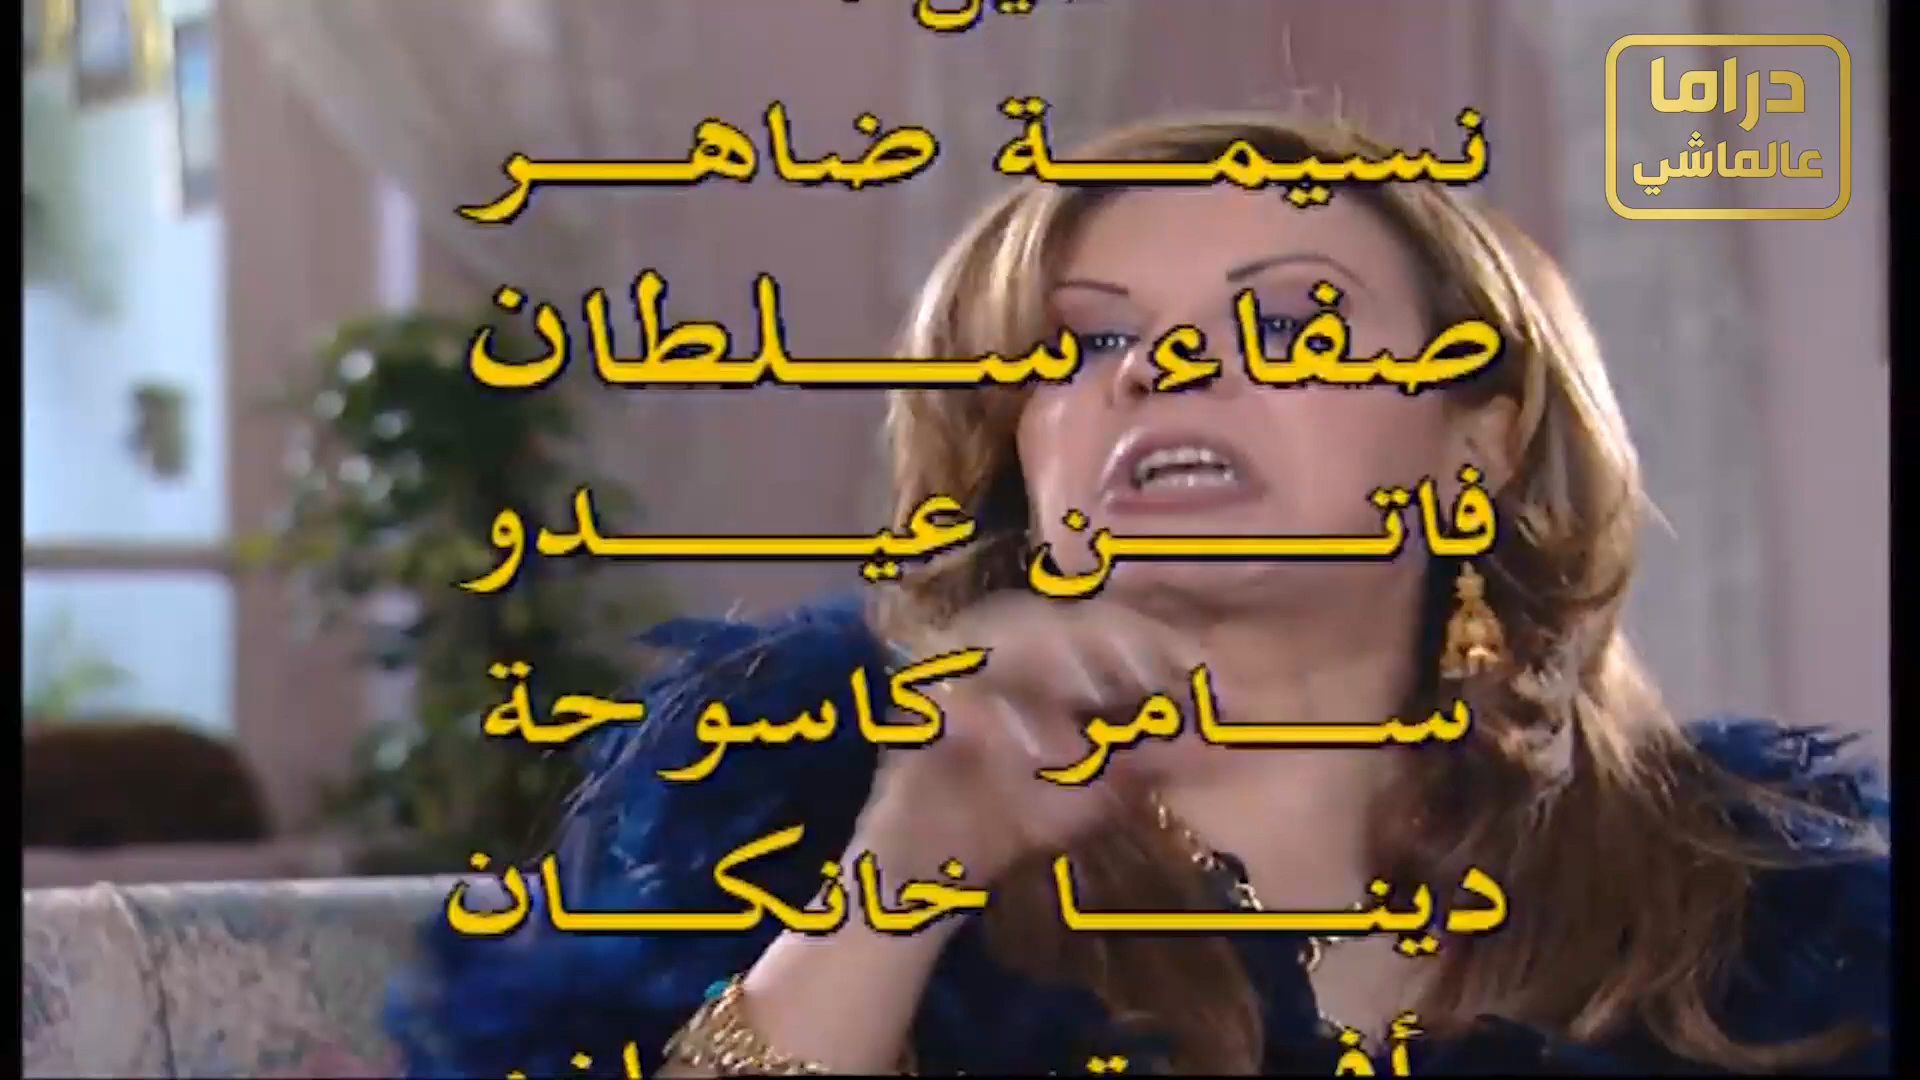 دراما
عالماشي
نسيمة ضاهر
صفاء سلطان
فاتن عيدو
سامر كاسوحة
دينا خانكان